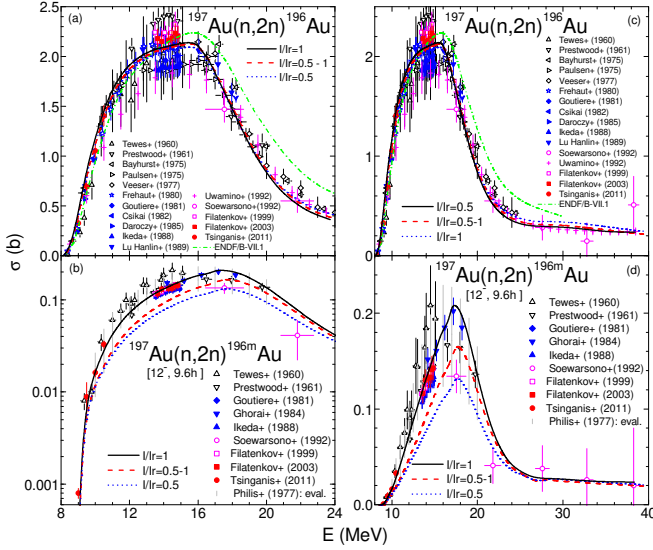 (a)
197Au(n,2n)196Au
I/Ir=1
I/Ir=0.5 - 1
I/Ir=0.5
Tewes+ (1960)
Prestwood+ (1961)
Bayhurst+ (1975)
Paulsen+ (1975)
Veeser+ (1977)
Frehaut+ (1980)
Goutiere+ (1981)
Csikai (1982)
Daroczy+ (1985)
Ikeda+ (1988)
Lu Hanlin+ (1989)
Uwamino+ (1992)
Soewarsono+ (1992)
Filatenkov+ (1999)
Filatenkov+ (2003)
Tsinganis+ (2011)
ENDF/B-VII.1
2.5
2.0
1.5
1.0
0.5
0.0
(c)
197Au(n,2n)196Au
Tewes+ (1960)
Prestwood+ (1961)
Bayhurst+ (1975)
Paulsen+ (1975)
Veeser+ (1977)
Frehaut+ (1980)
Goutiere+ (1981)
Csikai (1982)
Daroczy+ (1985)
Ikeda+ (1988)
Lu Hanlin+ (1989)
Soewarsono+ (1992)
Uwamino+ (1992)
Filatenkov+ (1999)
Filatenkov+ (2003)
Tsinganis+ (2011)
ENDF/B-VII.1
I/Ir=0.5
I/Ir=0.5-1
I/Ir=1
2
1
0
σ (b)
(b)
197Au(n,2n)196mAu
[12-, 9.6h ]
Tewes+ (1960)
Prestwood+ (1961)
Goutiere+ (1981)
Ghorai+ (1984)
Ikeda+ (1988)
Soewarsono+ (1992)
Filatenkov+ (1999)
Filatenkov+ (2003)
Tsinganis+ (2011)
Philis+ (1977): eval.
I/Ir=1
I/Ir=0.5-1
I/Ir=0.5
0.1
0.01
0.001
8 10 12 14 16 18 20 22 24
(d)
197Au(n,2n)196mAu
[12-, 9.6h ]
Tewes+ (1960)
Prestwood+ (1961)
Goutiere+ (1981)
Ghorai+ (1984)
Ikeda+ (1988)
Soewarsono+ (1992)
Filatenkov+ (1999)
Filatenkov+ (2003)
Tsinganis+ (2011)
Philis+ (1977): eval.
I/Ir=1
I/Ir=0.5-1
I/Ir=0.5
0.2
0.1
0.0
10 20 30 40
E (MeV)
E (MeV)